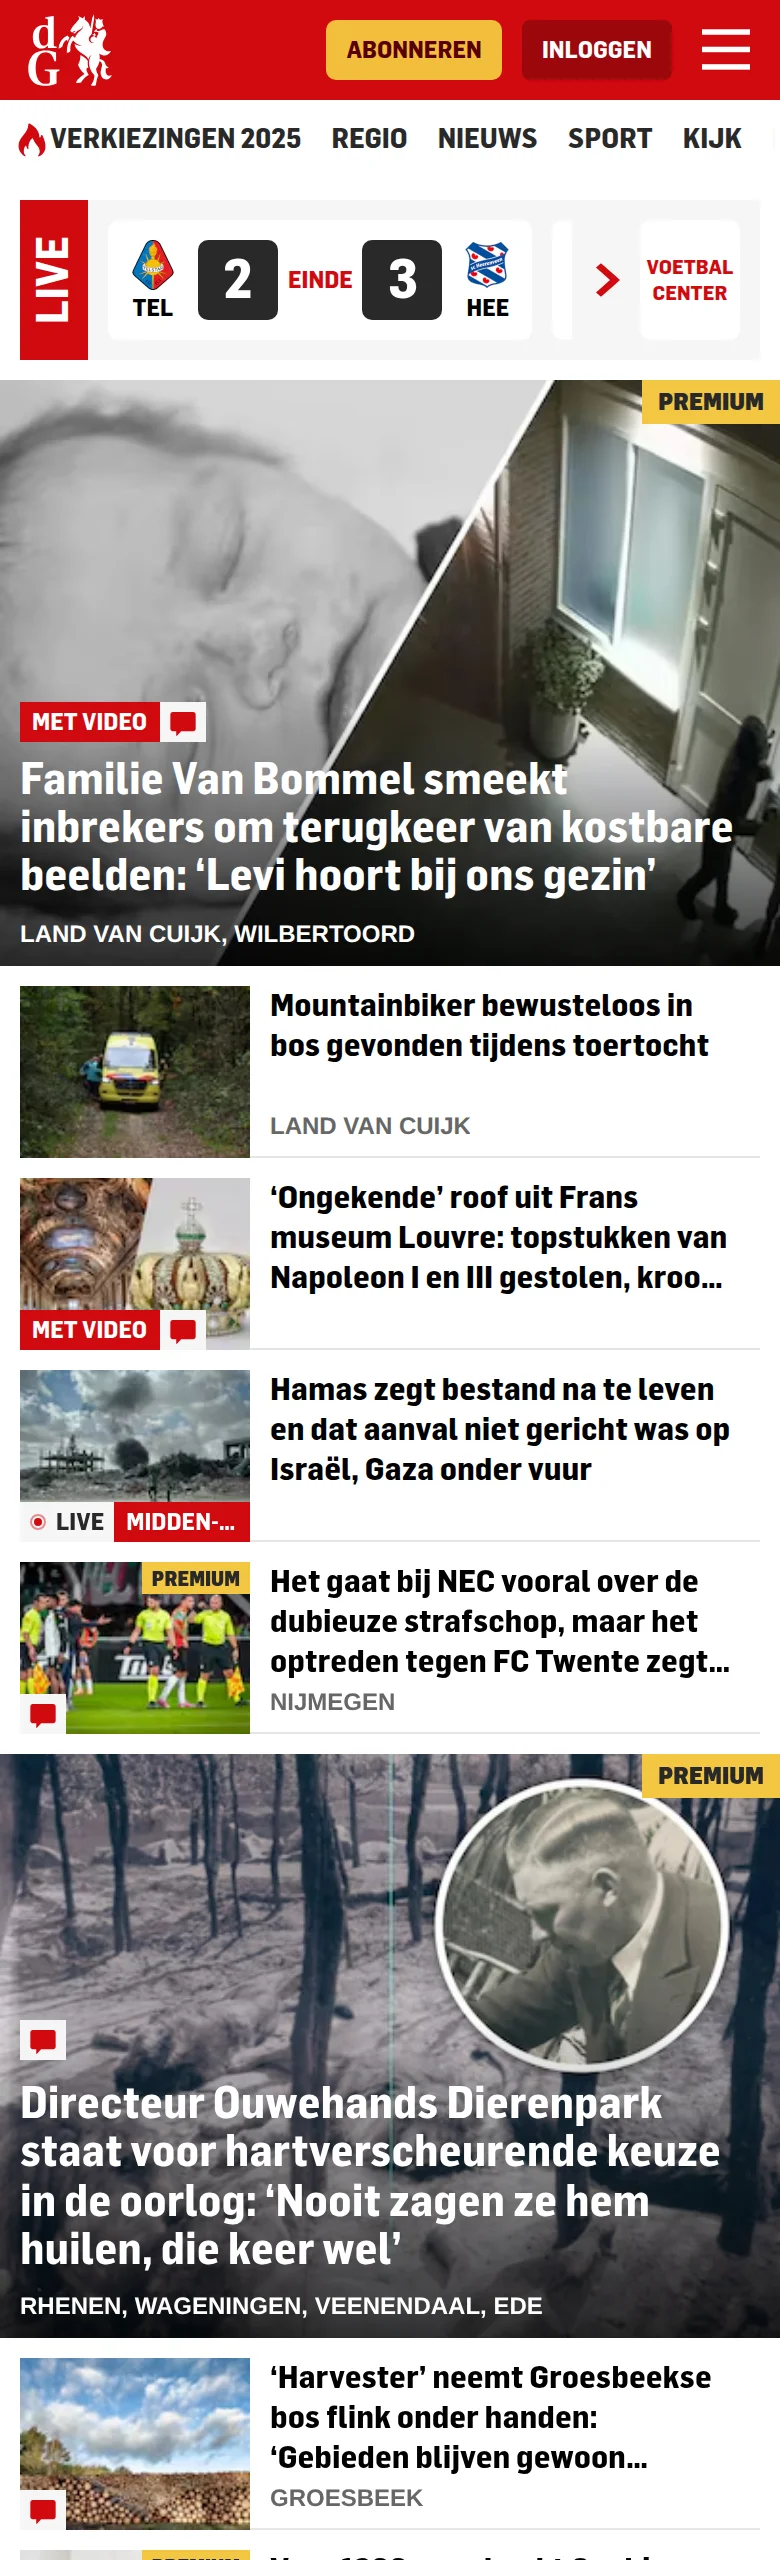 dG
ABONNEREN
INLOGGEN
VERKIEZINGEN 2025
REGIO
NIEUWS
SPORT
KIJK
LIVE
TEL
2
EINDE
3
HEE
VOETBAL
CENTER
PREMIUM
MET VIDEO
Familie Van Bommel smeekt
inbrekers om terugkeer van kostbare
beelden: ‘Levi hoort bij ons gezin’
LAND VAN CUIJK, WILBERTOORD
Mountainbiker bewusteloos in
bos gevonden tijdens toertocht
LAND VAN CUIJK
‘Ongekende’ roof uit Frans
museum Louvre: topstukken van
Napoleon I en III gestolen, kroo...
MET VIDEO
Hamas zegt bestand na te leven
en dat aanval niet gericht was op
Israël, Gaza onder vuur
LIVE
MIDDEN-...
PREMIUM
Het gaat bij NEC vooral over de
dubieuze strafschop, maar het
optreden tegen FC Twente zegt...
NIJMEGEN
PREMIUM
Directeur Ouwehands Dierenpark
staat voor hartverscheurende keuze
in de oorlog: ‘Nooit zagen ze hem
huilen, die keer wel’
RHENEN, WAGENINGEN, VEENENDAAL, EDE
‘Harvester’ neemt Groesbeekse
bos flink onder handen:
‘Gebieden blijven gewoon...
GROESBEEK